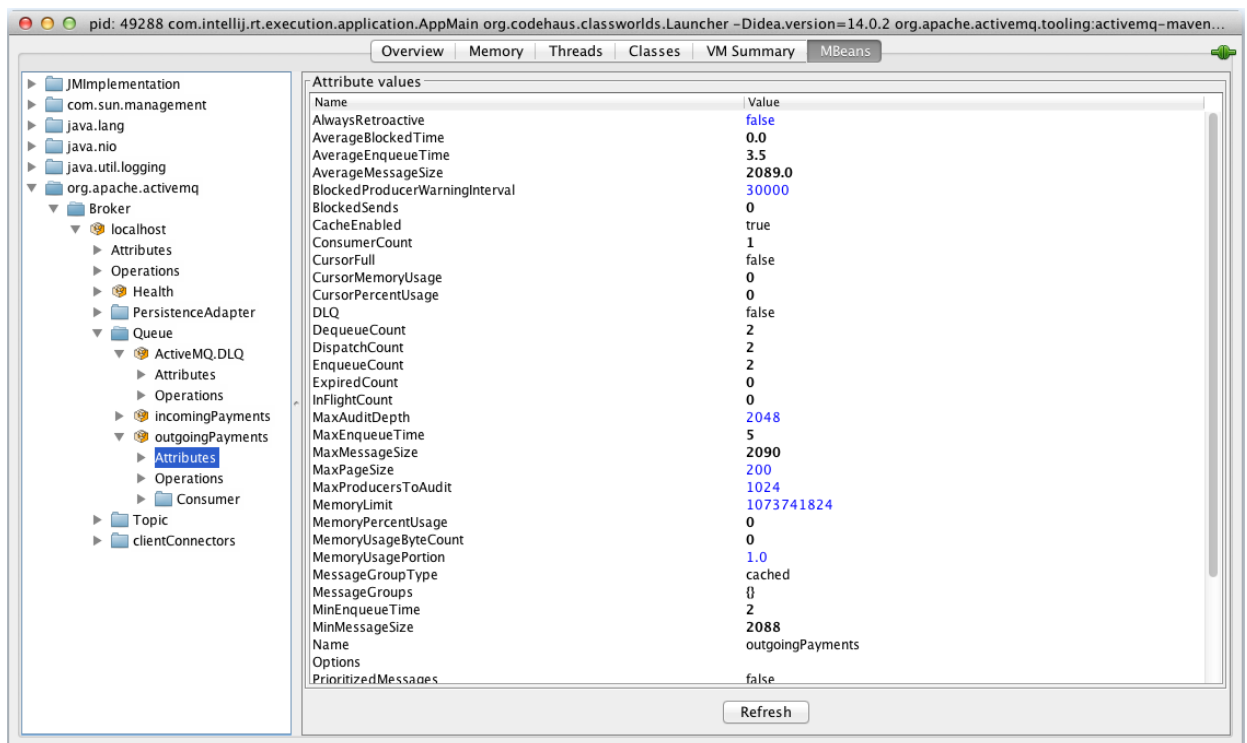 pid: 49288 com.intellij.rt.execution.application.AppMain org.codehaus.classworlds.Launcher -Didea.version=14.0.2 org.apache.activemq.tooling:activemq-maven...
Overview Memory Threads Classes VM Summary MBeans
JMImplementation
com.sun.management
java.lang
java.nio
java.util.logging
org.apache.activemq
Broker
localhost
Attributes
Operations
Health
PersistenceAdapter
Queue
ActiveMQ.DLQ
Attributes
Operations
incomingPayments
outgoingPayments
Attributes
Operations
Consumer
Topic
clientConnectors
Attribute values
Name Value
AlwaysRetroactive false
AverageBlockedTime 0.0
AverageEnqueueTime 3.5
AverageMessageSize 2089.0
BlockedProducerWarningInterval 30000
BlockedSends 0
CacheEnabled true
ConsumerCount 1
CursorFull false
CursorMemoryUsage 0
CursorPercentUsage 0
DLQ false
DequeueCount 2
DispatchCount 2
EnqueueCount 2
ExpiredCount 0
InFlightCount 0
MaxAuditDepth 2048
MaxEnqueueTime 5
MaxMessageSize 2090
MaxPageSize 200
MaxProducersToAudit 1024
MemoryLimit 1073741824
MemoryPercentUsage 0
MemoryUsageByteCount 0
MemoryUsagePortion 1.0
MessageGroupType cached
MessageGroups {}
MinEnqueueTime 2
MinMessageSize 2088
Name outgoingPayments
Options
PrioritizedMessages false
Refresh